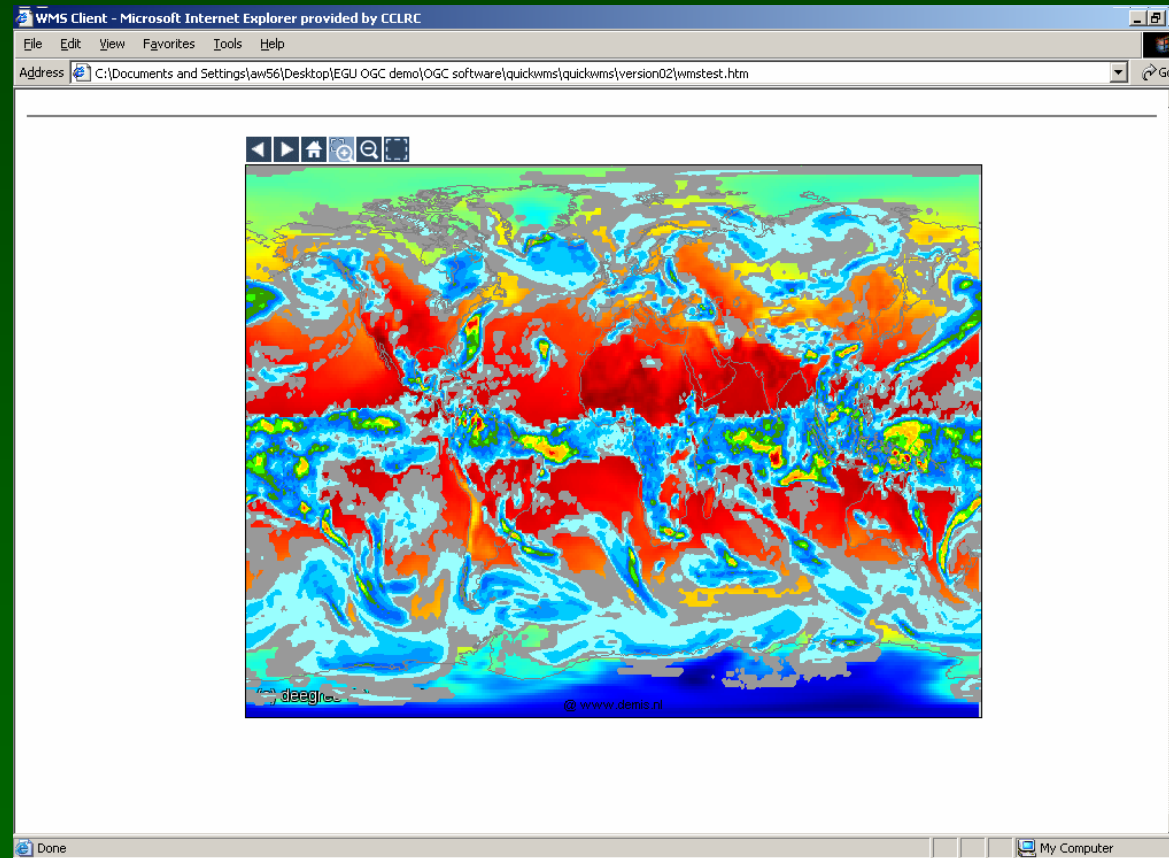 WMS Client - Microsoft Internet Explorer provided by CCLRC
File Edit View Favorites Tools Help
Address C:\Documents and Settings\aw56\Desktop\EGU OGC demo\OGC software\quickwms\quickwms\version02\wmstest.htm
(c) deegree
@ www.demis.nl
Done My Computer